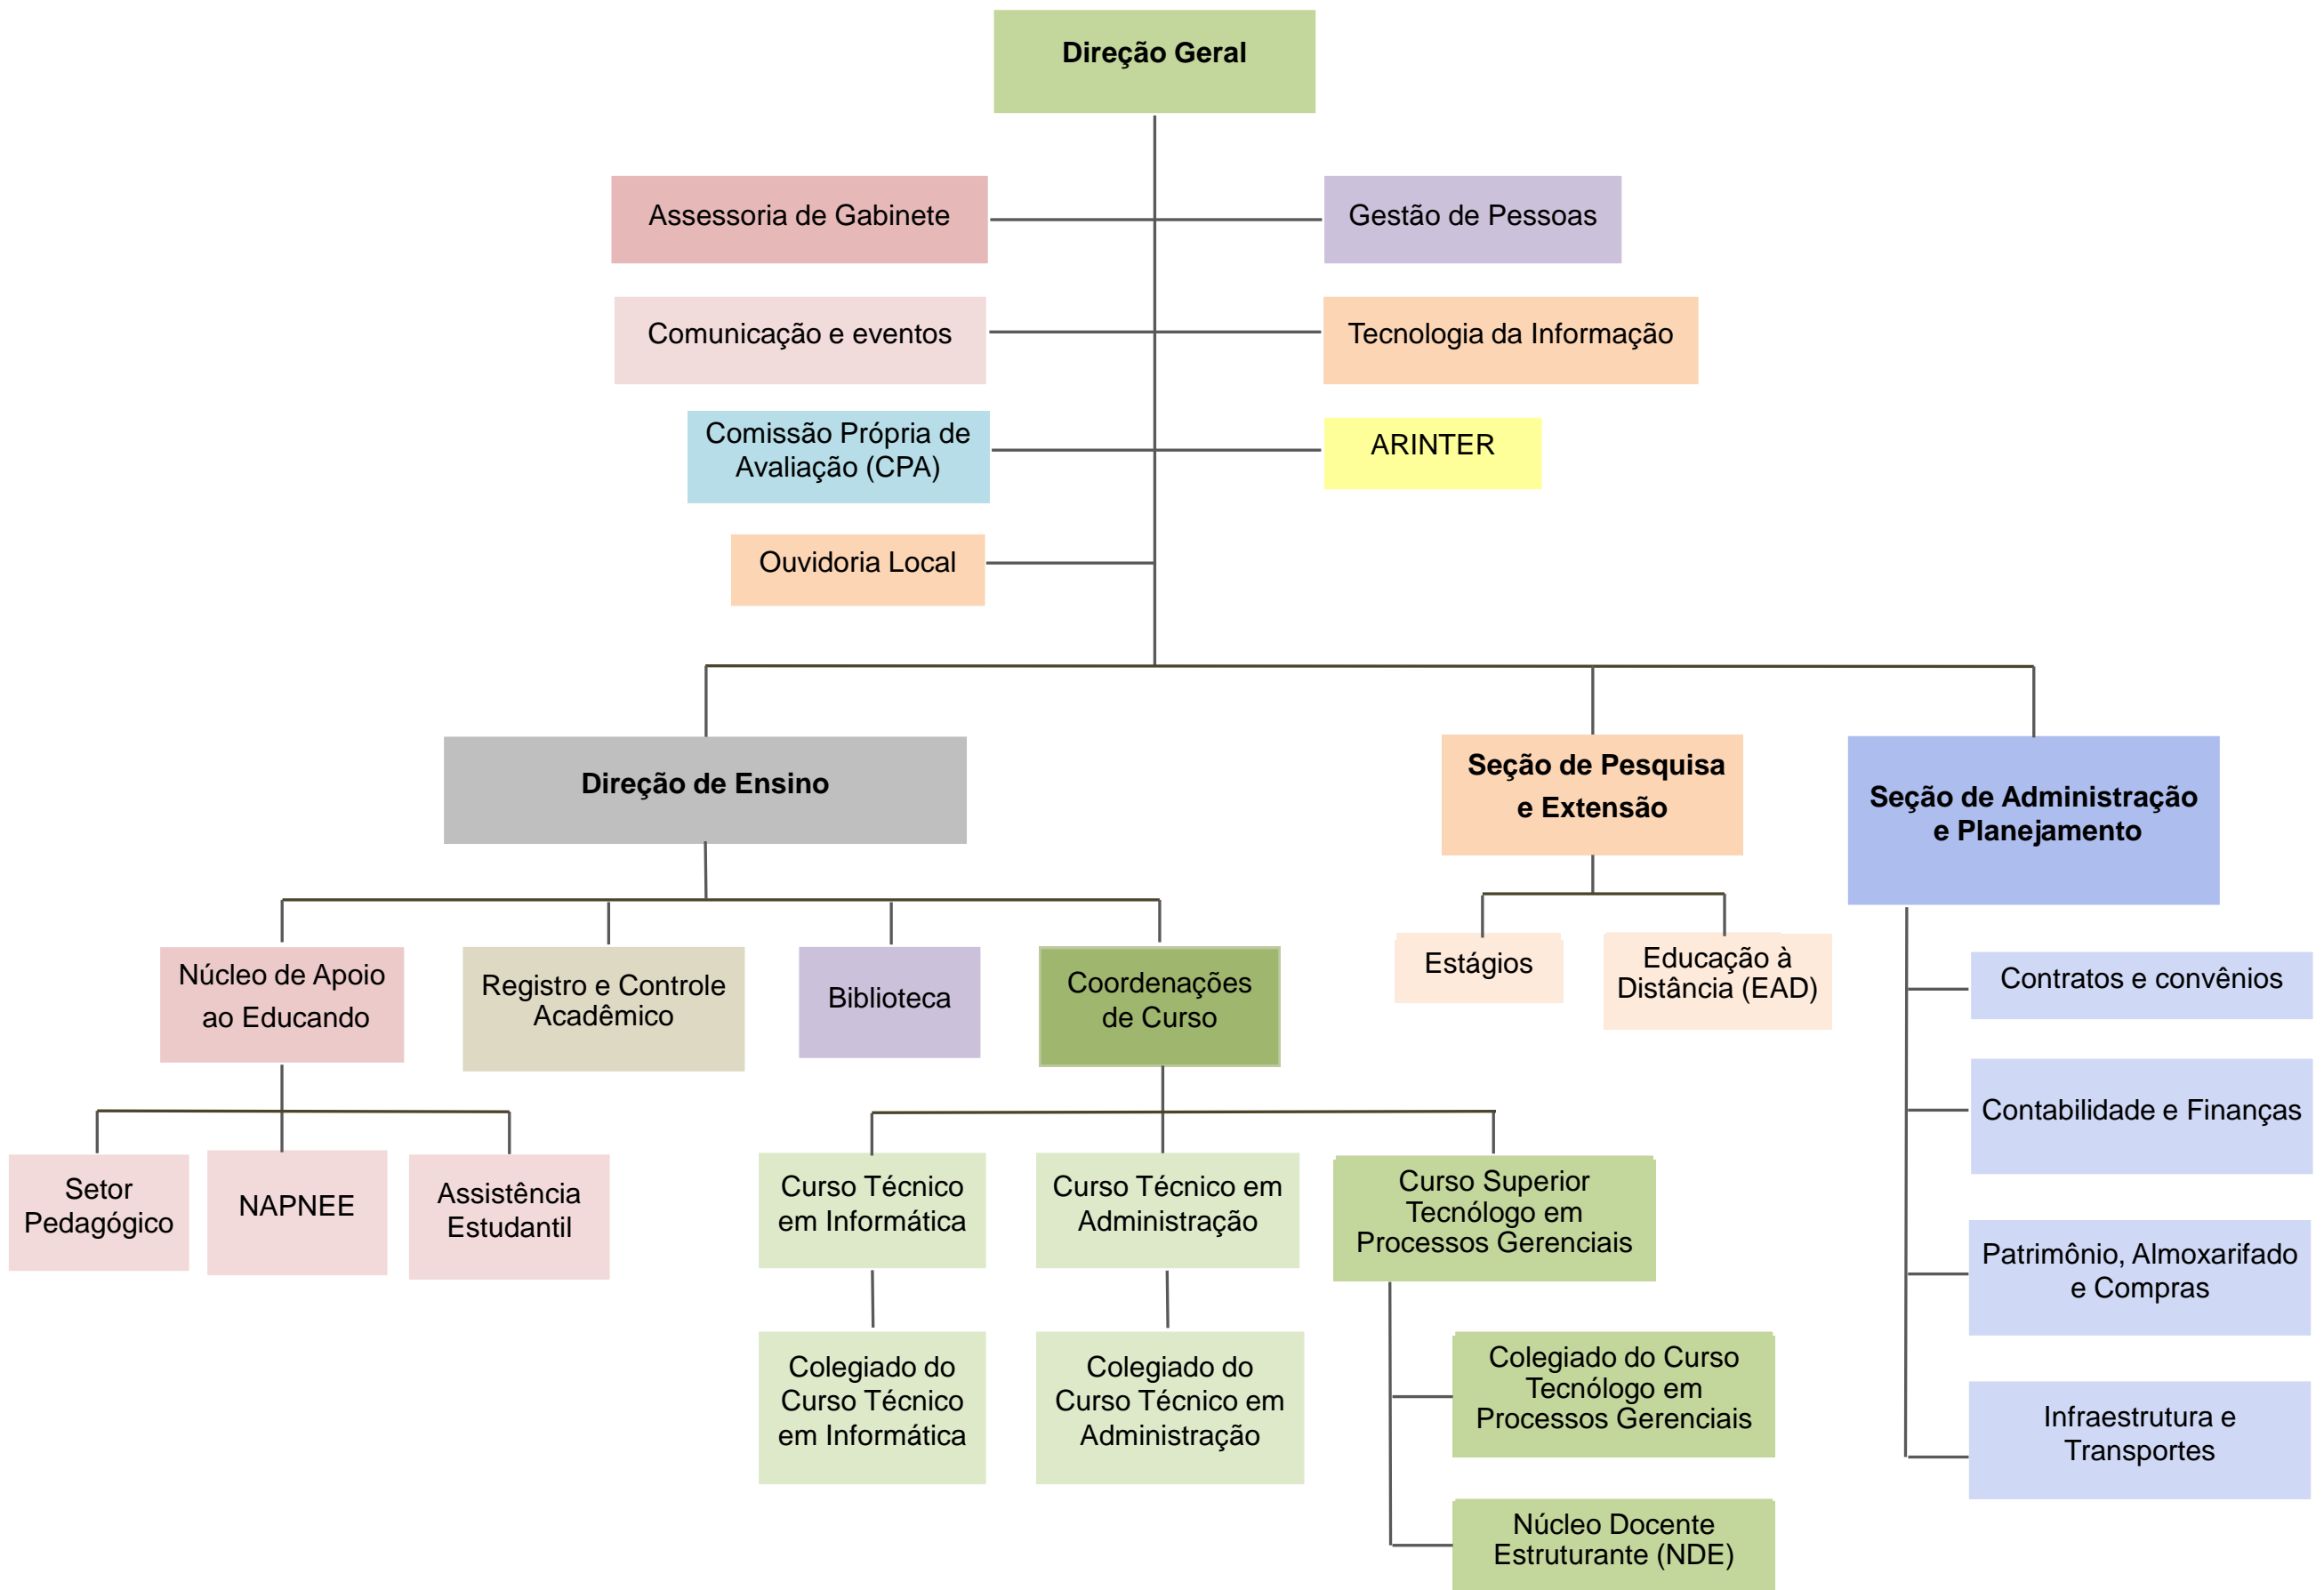 Direção Geral
Assessoria de Gabinete
Gestão de Pessoas
Comunicação e eventos
Tecnologia da Informação
Comissão Própria de
Avaliação (CPA)
ARINTER
Ouvidoria Local
Direção de Ensino
Seção de Pesquisa
e Extensão
Seção de Administração
e Planejamento
Núcleo de Apoio
ao Educando
Registro e Controle
Acadêmico
Biblioteca
Coordenações
de Curso
Estágios
Educação à
Distância (EAD)
Contratos e convênios
Contabilidade e Finanças
Patrimônio, Almoxarifado
e Compras
Infraestrutura e
Transportes
Setor
Pedagógico
NAPNEE
Assistência
Estudantil
Curso Técnico
em Informática
Curso Técnico em
Administração
Curso Superior
Tecnólogo em
Processos Gerenciais
Colegiado do
Curso Técnico
em Informática
Colegiado do
Curso Técnico em
Administração
Colegiado do Curso
Tecnólogo em
Processos Gerenciais
Núcleo Docente
Estruturante (NDE)